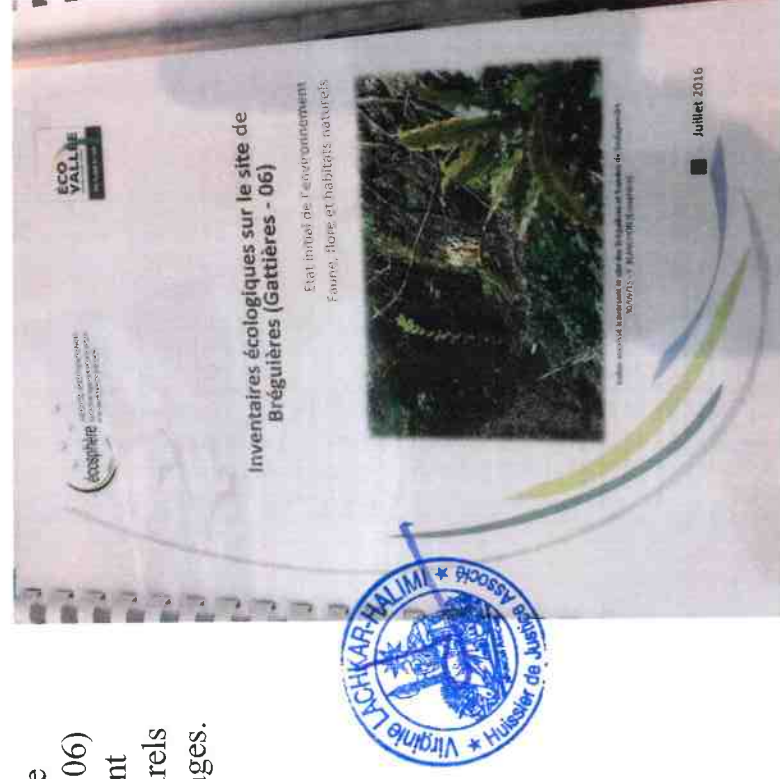 e
06)
nt
rels
ges.
écosphère
ÉCO
VALLÉE
Inventaires écologiques sur le site de
Bréguières (Gattières - 06)
Etat initial de l'environnement
Faune, flore et habitats naturels
Juillet 2016
Virginie LACHKAR-HALIMI
Huissier de Justice Associé